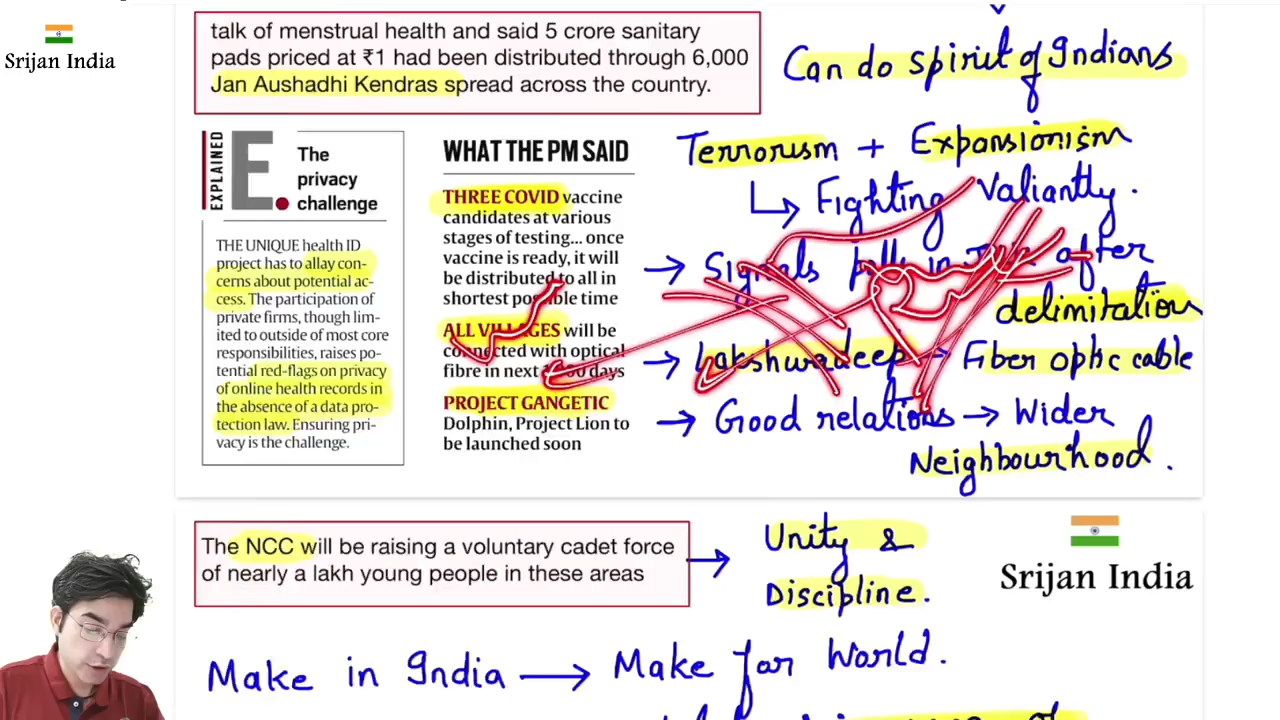 talk of menstrual health and said 5 crore sanitary
pads priced at ₹1 had been distributed through 6,000
Jan Aushadhi Kendras spread across the country.
Srijan India
Can do spirit of Indians
EXPLAINED
E.
The
privacy
challenge
THE UNIQUE health ID
project has to allay con-
cerns about potential ac-
cess. The participation of
private firms, though lim-
ited to outside of most core
responsibilities, raises po-
tential red-flags on privacy
of online health records in
the absence of a data pro-
tection law. Ensuring pri-
vacy is the challenge.
WHAT THE PM SAID
THREE COVID vaccine
candidates at various
stages of testing... once
vaccine is ready, it will
be distributed to all in
shortest possible time
ALL VILLAGES will be
connected with optical
fibre in next days
PROJECT GANGETIC
Dolphin, Project Lion to
be launched soon
Terrorism + Expansionism
↳ Fighting Valiantly.
→ Signals polls in after
delimitation
→ Lakshwadeep → Fiber optic cable
→ Good relations → Wider
Neighbourhood.
The NCC will be raising a voluntary cadet force
of nearly a lakh young people in these areas
→ Unity &
Discipline.
Srijan India
Make in India → Make for World.